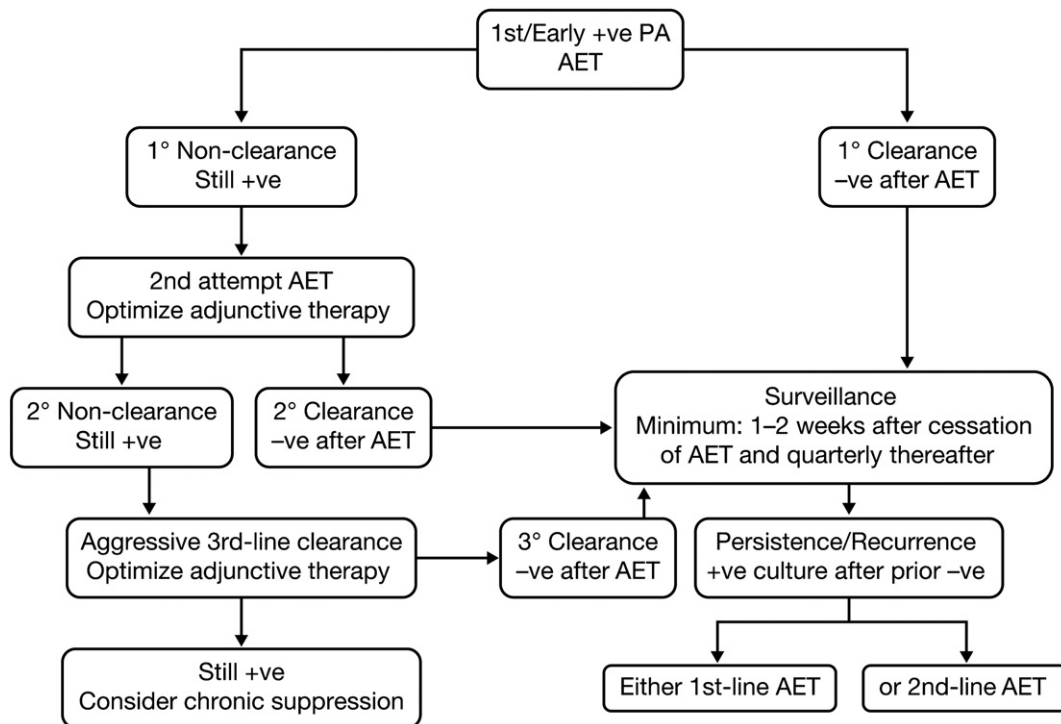 1st/Early +ve PA
AET
1° Non-clearance
Still +ve
1° Clearance
–ve after AET
2nd attempt AET
Optimize adjunctive therapy
2° Non-clearance
Still +ve
2° Clearance
–ve after AET
Surveillance
Minimum: 1–2 weeks after cessation
of AET and quarterly thereafter
Aggressive 3rd-line clearance
Optimize adjunctive therapy
3° Clearance
–ve after AET
Persistence/Recurrence
+ve culture after prior –ve
Still +ve
Consider chronic suppression
Either 1st-line AET
or 2nd-line AET